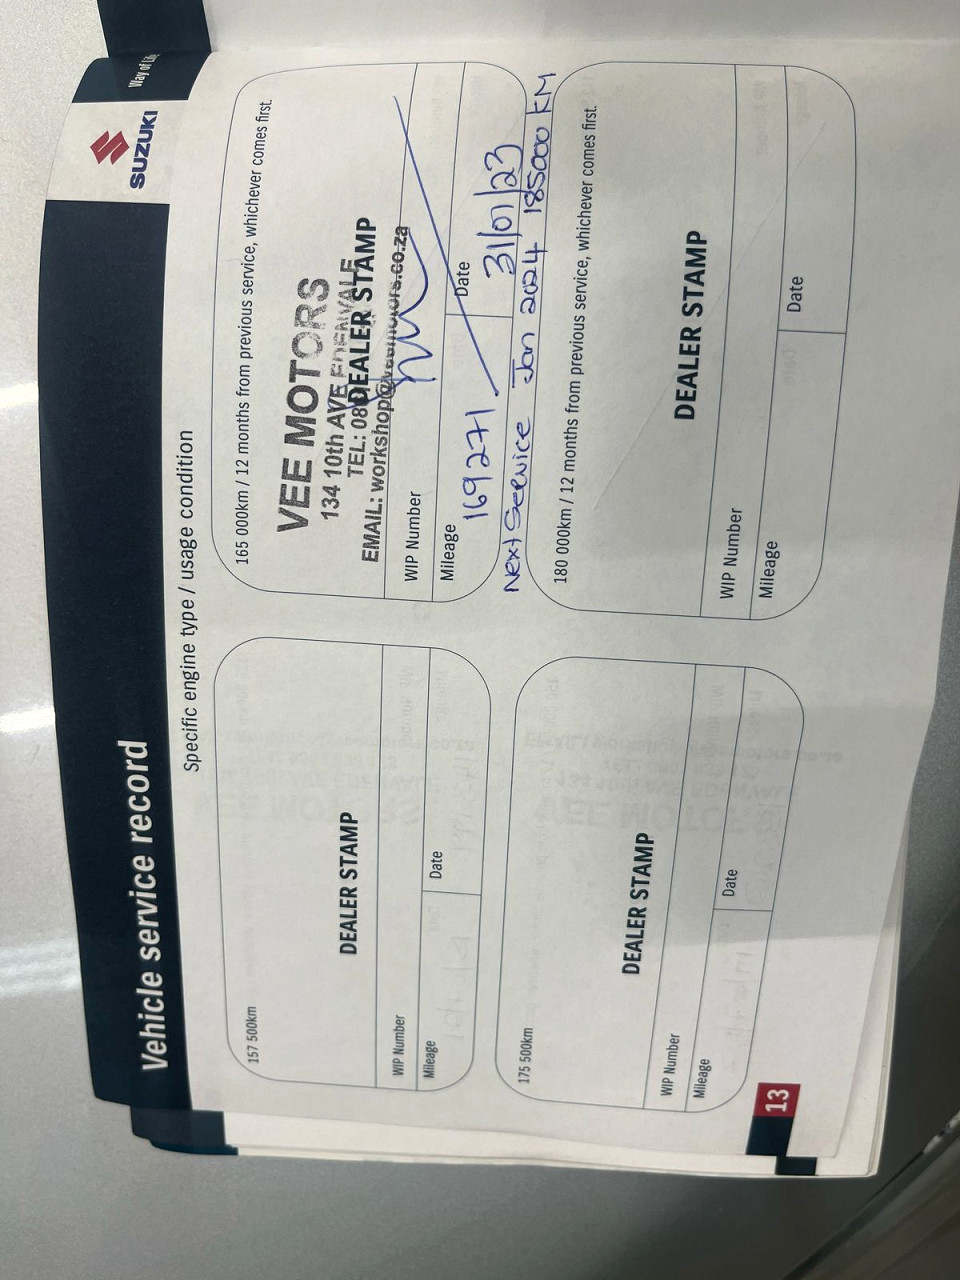 SUZUKI
Way of Life
Vehicle service record
Specific engine type / usage condition
157 500km
DEALER STAMP
WIP Number
Mileage
Date
165 000km / 12 months from previous service, whichever comes first.
VEE MOTORS
134 10th AVE EDENVALE
TEL: 08
DEALER STAMP
EMAIL: workshop@veemotors.co.za
WIP Number
Mileage
Date
169271
31/01/23
Next Service Jan 2024 185000 KM
175 500km
DEALER STAMP
WIP Number
Mileage
Date
180 000km / 12 months from previous service, whichever comes first.
DEALER STAMP
WIP Number
Mileage
Date
13